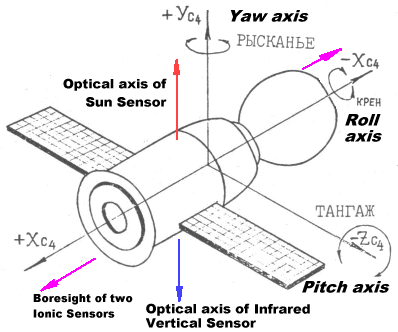 +Yc4
Yaw axis
РЫСКАНЬЕ
-Xc4
Optical axis of
Sun Sensor
КРЕН
Roll
axis
ТАНГАЖ
+Xc4
-Zc4
Pitch axis
Boresight of two
Ionic Sensors
Optical axis of Infrared
Vertical Sensor